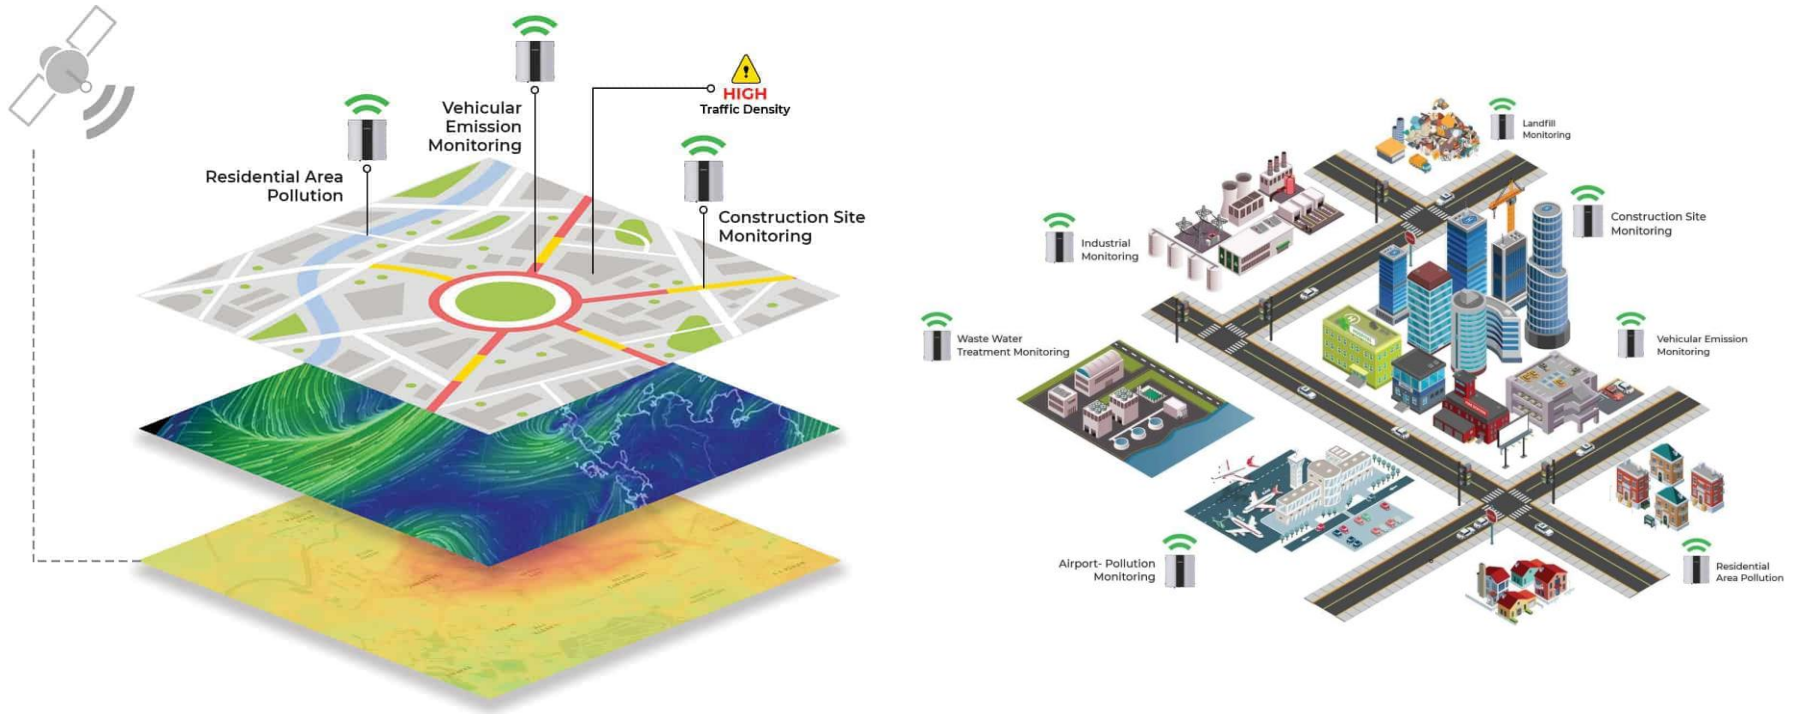 Vehicular
Emission
Monitoring
HIGH
Traffic Density
Residential Area
Pollution
Construction Site
Monitoring
Landfill
Monitoring
Construction Site
Monitoring
Industrial
Monitoring
Waste Water
Treatment Monitoring
Vehicular Emission
Monitoring
Airport- Pollution
Monitoring
Residential
Area Pollution